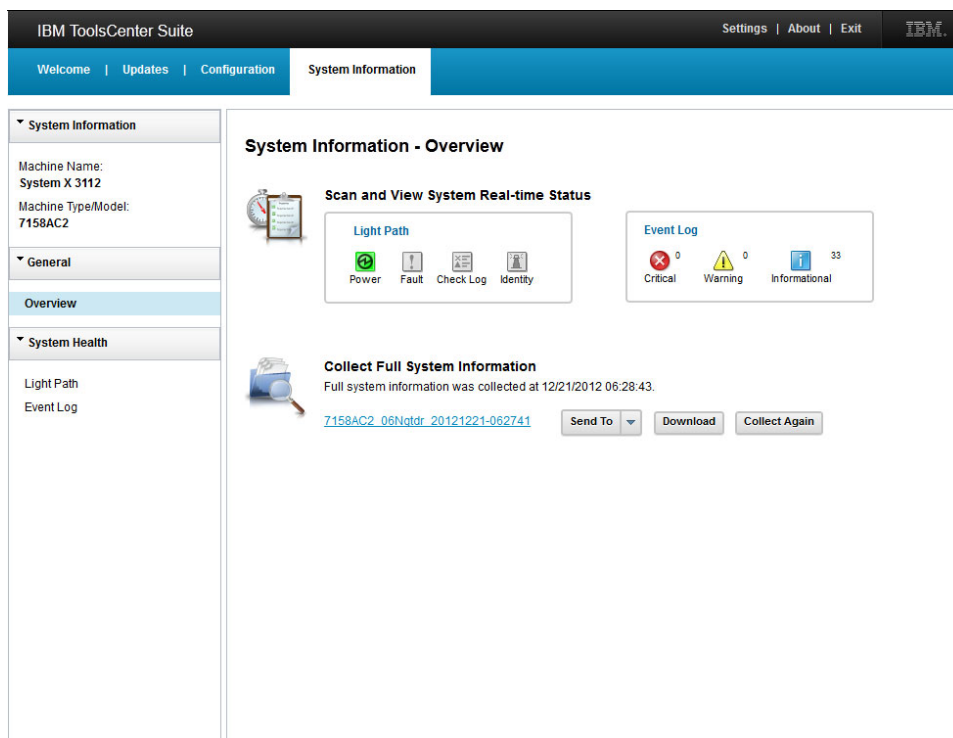 IBM ToolsCenter Suite
Settings | About | Exit
IBM.
Welcome | Updates | Configuration
System Information
System Information
Machine Name:
System X 3112
Machine Type/Model:
7158AC2
General
Overview
System Health
Light Path
Event Log
System Information - Overview
Scan and View System Real-time Status
Light Path
Power Fault Check Log Identity
Event Log
0 0 33
Critical Warning Informational
Collect Full System Information
Full system information was collected at 12/21/2012 06:28:43.
7158AC2_06Nqtdr_20121221-062741
Send To
Download
Collect Again